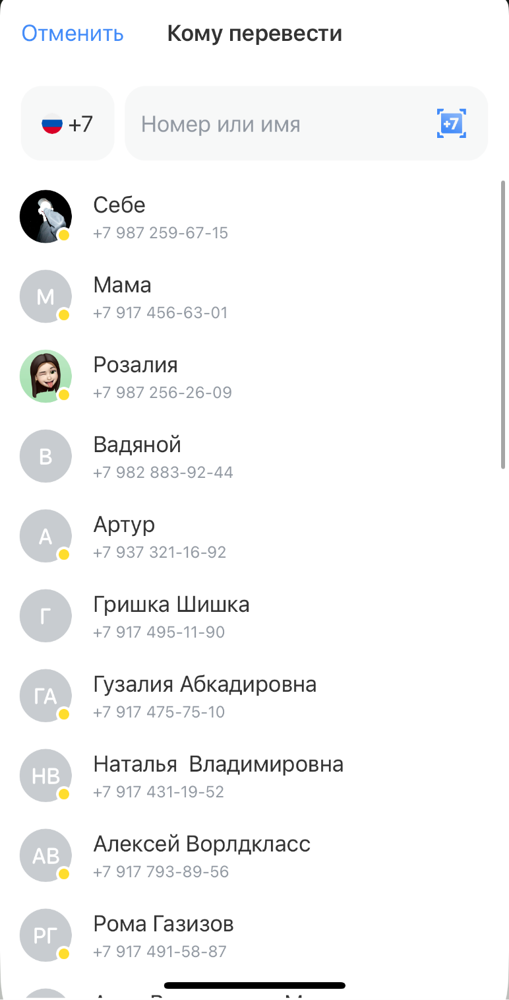 Отменить
Кому перевести
+7
Номер или имя
+7
Себе
+7 987 259-67-15
М
Мама
+7 917 456-63-01
Розалия
+7 987 256-26-09
В
Вадяной
+7 982 883-92-44
А
Артур
+7 937 321-16-92
Г
Гришка Шишка
+7 917 495-11-90
ГА
Гузалия Абкадировна
+7 917 475-75-10
НВ
Наталья  Владимировна
+7 917 431-19-52
АВ
Алексей Ворлдкласс
+7 917 793-89-56
РГ
Рома Газизов
+7 917 491-58-87